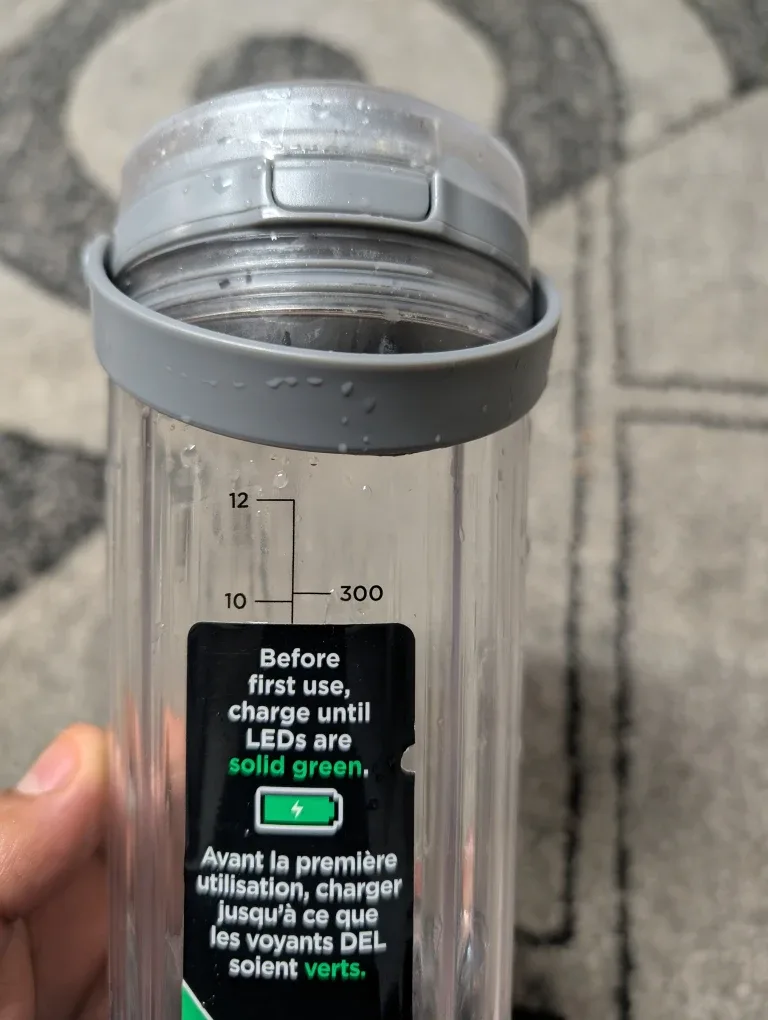 12
10
300
Before
first use,
charge until
LEDs are
solid green.
Avant la première
utilisation, charger
jusqu'à ce que
les voyants DEL
soient verts.